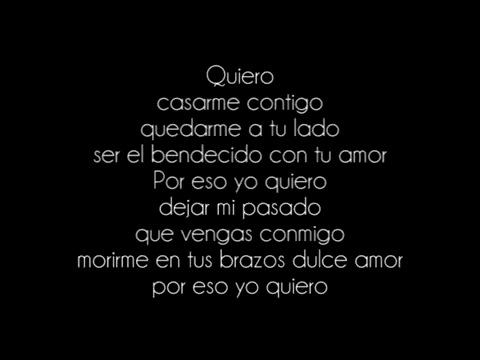 Quiero
casarme contigo
quedarme a tu lado
ser el bendecido con tu amor
Por eso yo quiero
dejar mi pasado
que vengas conmigo
morirme en tus brazos dulce amor
por eso yo quiero